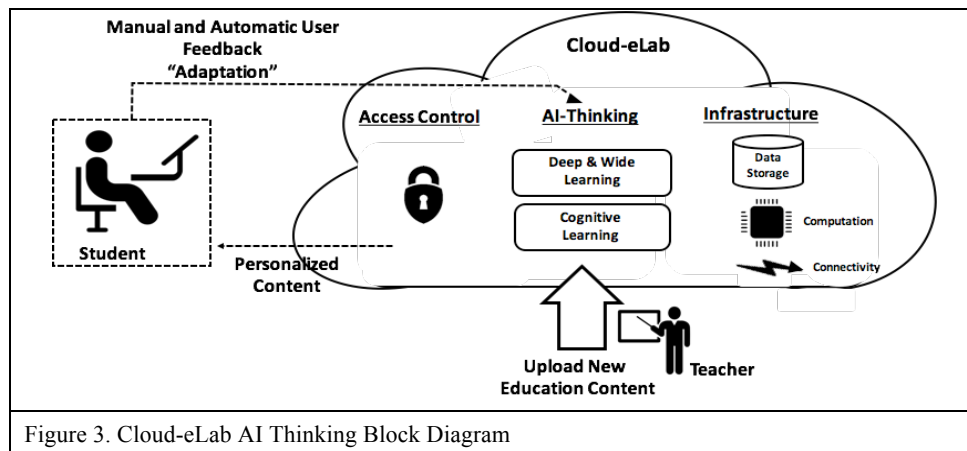 Manual and Automatic User
Feedback
“Adaptation”
Cloud-eLab
Access Control
AI-Thinking
Infrastructure
Deep & Wide
Learning
Cognitive
Learning
Data
Storage
Computation
Connectivity
Student
Personalized
Content
Upload New
Education Content
Teacher
Figure 3. Cloud-eLab AI Thinking Block Diagram